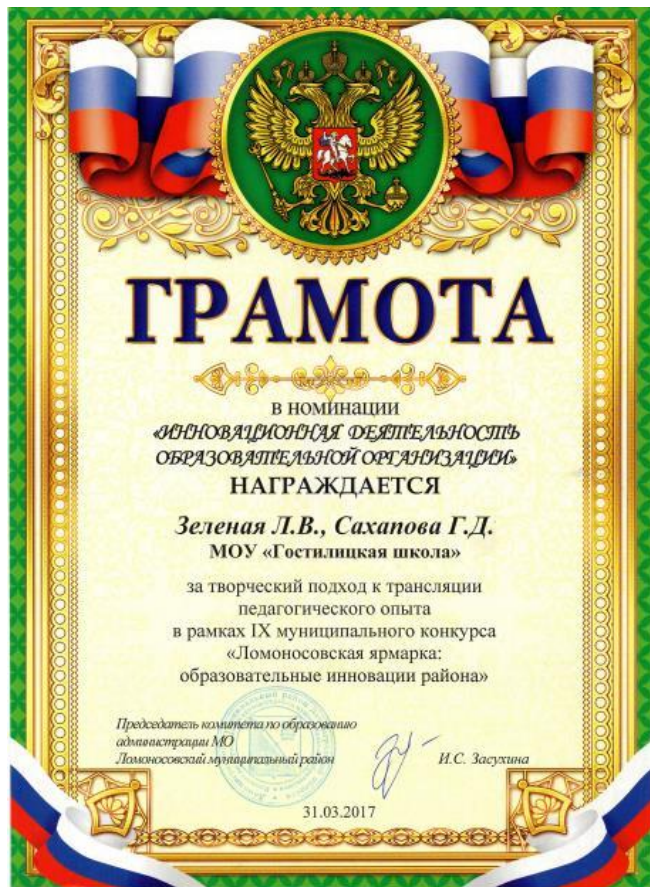 ГРАМОТА
в номинации
«ИННОВАЦИОННАЯ ДЕЯТЕЛЬНОСТЬ
ОБРАЗОВАТЕЛЬНОЙ ОРГАНИЗАЦИИ»
НАГРАЖДАЕТСЯ
Зеленая Л.В., Сахапова Г.Д.
МОУ «Гостилицкая школа»
за творческий подход к трансляции
педагогического опыта
в рамках IX муниципального конкурса
«Ломоносовская ярмарка:
образовательные инновации района»
Председатель комитета по образованию
администрации МО
Ломоносовский муниципальный район И.С. Засухина
31.03.2017